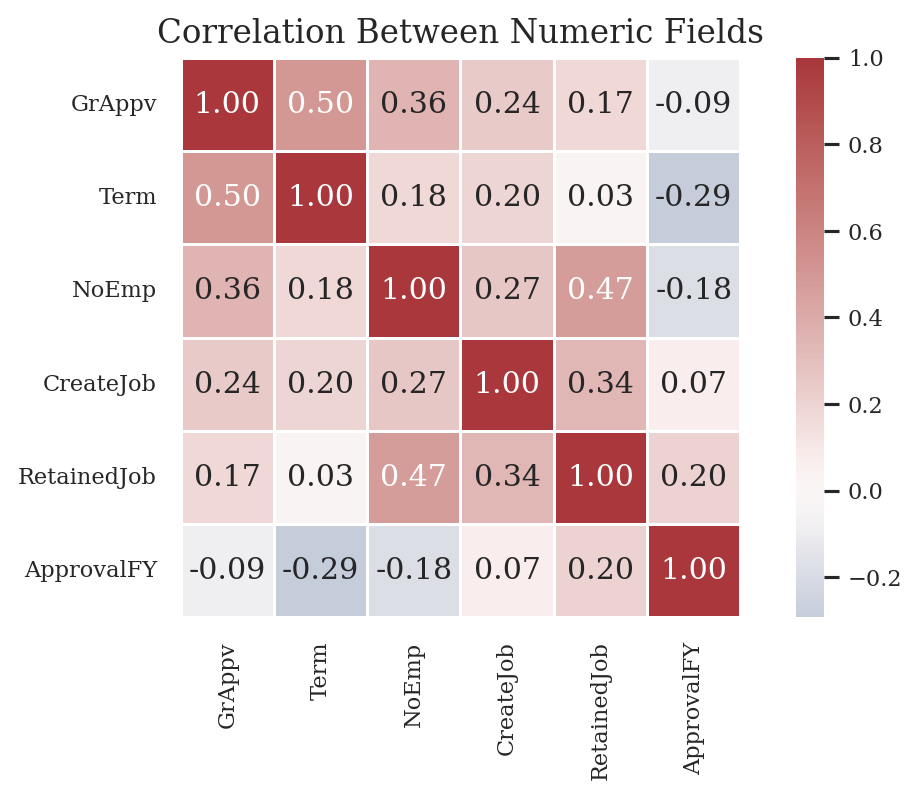 Correlation Between Numeric Fields
GrAppv 1.00 0.50 0.36 0.24 0.17 -0.09
Term 0.50 1.00 0.18 0.20 0.03 -0.29
NoEmp 0.36 0.18 1.00 0.27 0.47 -0.18
CreateJob 0.24 0.20 0.27 1.00 0.34 0.07
RetainedJob 0.17 0.03 0.47 0.34 1.00 0.20
ApprovalFY -0.09 -0.29 -0.18 0.07 0.20 1.00
GrAppv
Term
NoEmp
CreateJob
RetainedJob
ApprovalFY
1.0
0.8
0.6
0.4
0.2
0.0
−0.2